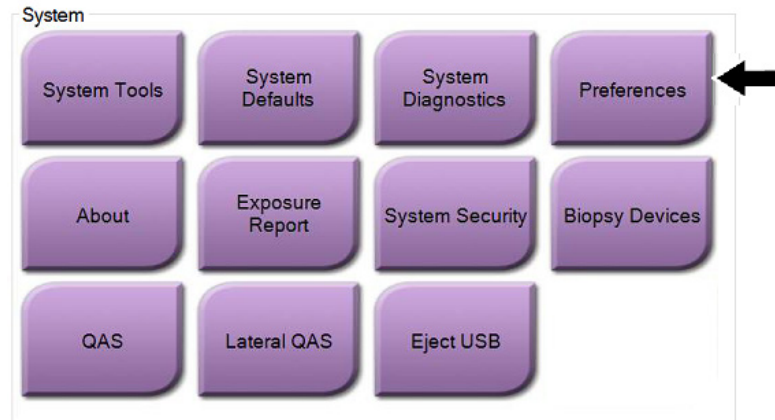 System
System Tools
System
Defaults
System
Diagnostics
Preferences
About
Exposure
Report
System Security
Biopsy Devices
QAS
Lateral QAS
Eject USB